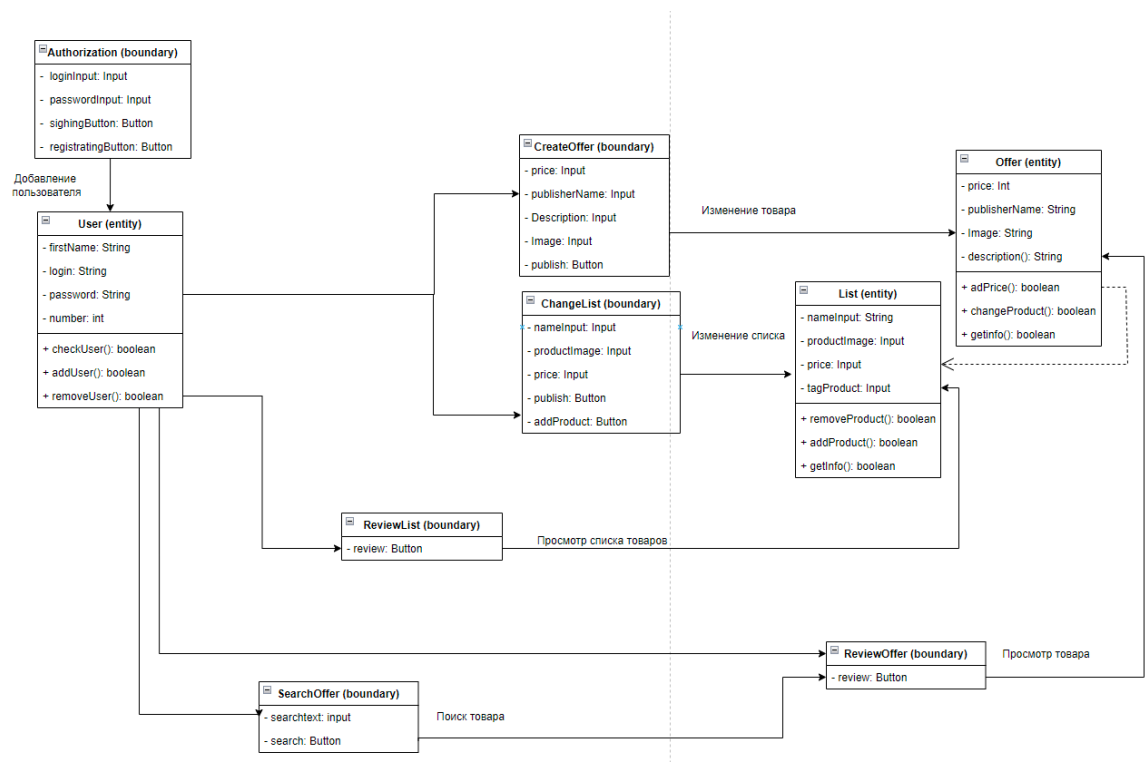 Authorization (boundary)
- loginInput: Input
- passwordInput: Input
- sighingButton: Button
- registratingButton: Button
Добавление
пользователя
User (entity)
- firstName: String
- login: String
- password: String
- number: int
+ checkUser(): boolean
+ addUser(): boolean
+ removeUser(): boolean
CreateOffer (boundary)
- price: Input
- publisherName: Input
- Description: Input
- Image: Input
- publish: Button
Изменение товара
Offer (entity)
- price: Int
- publisherName: String
- Image: String
- description(): String
+ adPrice(): boolean
+ changeProduct(): boolean
+ getinfo(): boolean
ChangeList (boundary)
- nameInput: Input
- productImage: Input
- price: Input
- publish: Button
- addProduct: Button
Изменение списка
List (entity)
- nameInput: String
- productImage: Input
- price: Input
- tagProduct: Input
+ removeProduct(): boolean
+ addProduct(): boolean
+ getInfo(): boolean
ReviewList (boundary)
- review: Button
Просмотр списка товаров
ReviewOffer (boundary)
- review: Button
Просмотр товара
SearchOffer (boundary)
- searchtext: input
- search: Button
Поиск товара